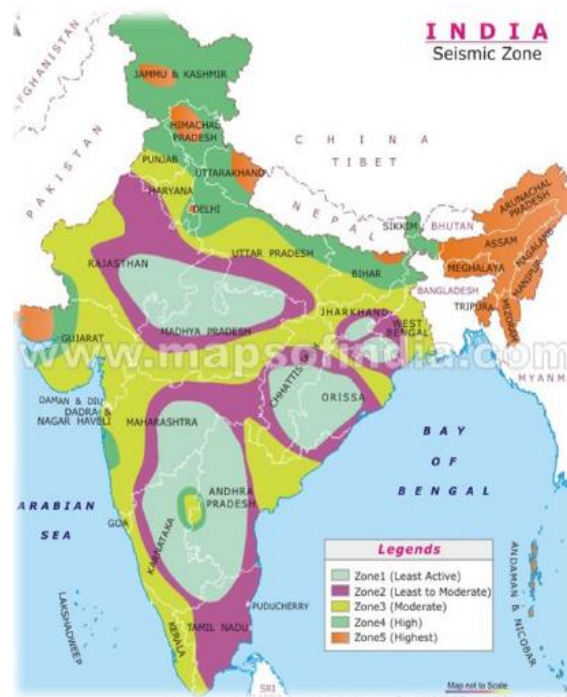 INDIA
Seismic Zone
AFGHANISTAN
JAMMU & KASHMIR
PAKISTAN
HIMACHAL
PRADESH
CHINA
TIBET
PUNJAB
UTTARAKHAND
HARYANA
DELHI
NEPAL
ARUNACHAL
PRADESH
SIKKIM
BHUTAN
UTTAR PRADESH
ASSAM
NAGALAND
RAJASTHAN
BIHAR
MEGHALAYA
MANIPUR
BANGLADESH
JHARKHAND
TRIPURA
MIZORAM
WEST
BENGAL
GUJARAT
MADHYA PRADESH
www.mapsofindia.com
CHHATTISGARH
MYANM
DAMAN & DIU
DADRA &
NAGAR HAVELI
ORISSA
MAHARASHTRA
BAY
OF
BENGAL
ARABIAN
SEA
ANDHRA
PRADESH
GOA
KARNATAKA
ANDAMAN & NICOBAR
Legends
Zone1 (Least Active)
Zone2 (Least to Moderate)
Zone3 (Moderate)
Zone4 (High)
Zone5 (Highest)
LAKSHADWEEP
PUDUCHERRY
TAMIL NADU
KERALA
SRI
Map not to Scale